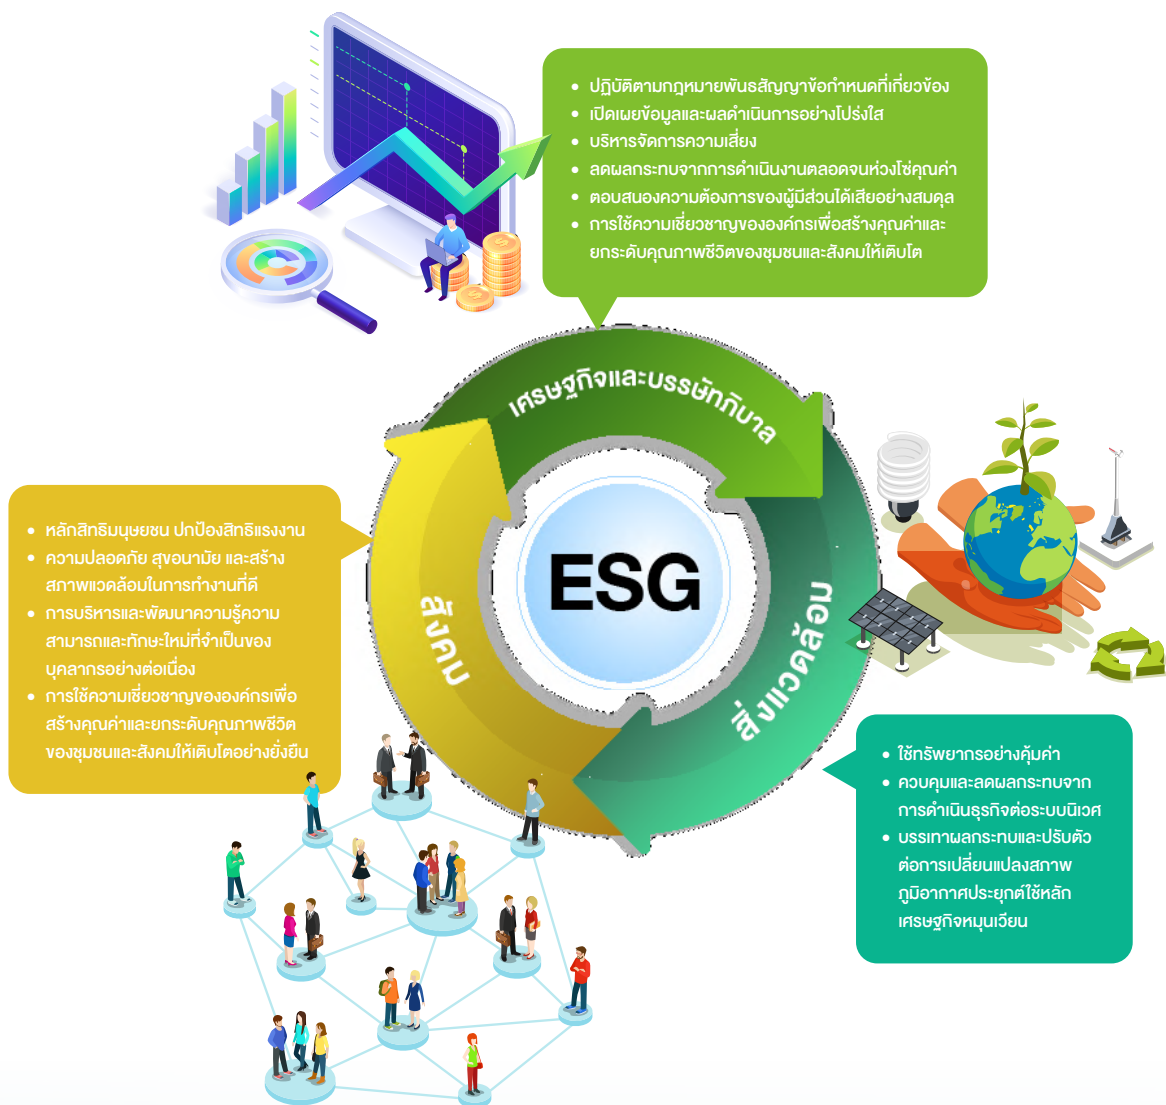 • ปฏิบัติตามกฎหมายพันธสัญญาข้อกำหนดที่เกี่ยวข้อง
• เปิดเผยข้อมูลและผลดำเนินการอย่างโปร่งใส
• บริหารจัดการความเสี่ยง
• ลดผลกระทบจากการดำเนินงานตลอดจนห่วงโซ่คุณค่า
• ตอบสนองความต้องการของผู้มีส่วนได้เสียอย่างสมดุล
• การใช้ความเชี่ยวชาญขององค์กรเพื่อสร้างคุณค่าและ
ยกระดับคุณภาพชีวิตของชุมชนและสังคมให้เติบโต
เศรษฐกิจและบรรษัทภิบาล
• หลักสิทธิมนุษยชน ปกป้องสิทธิแรงงาน
• ความปลอดภัย สุขอนามัย และสร้าง
สภาพแวดล้อมในการทำงานที่ดี
• การบริหารและพัฒนาความรู้ความ
สามารถและทักษะใหม่ที่จำเป็นของ
บุคลากรอย่างต่อเนื่อง
• การใช้ความเชี่ยวชาญขององค์กรเพื่อ
สร้างคุณค่าและยกระดับคุณภาพชีวิต
ของชุมชนและสังคมให้เติบโตอย่างยั่งยืน
สังคม
ESG
สิ่งแวดล้อม
• ใช้ทรัพยากรอย่างคุ้มค่า
• ควบคุมและลดผลกระทบจาก
การดำเนินธุรกิจต่อระบบนิเวศ
• บรรเทาผลกระทบและปรับตัว
ต่อการเปลี่ยนแปลงสภาพ
ภูมิอากาศประยุกต์ใช้หลัก
เศรษฐกิจหมุนเวียน